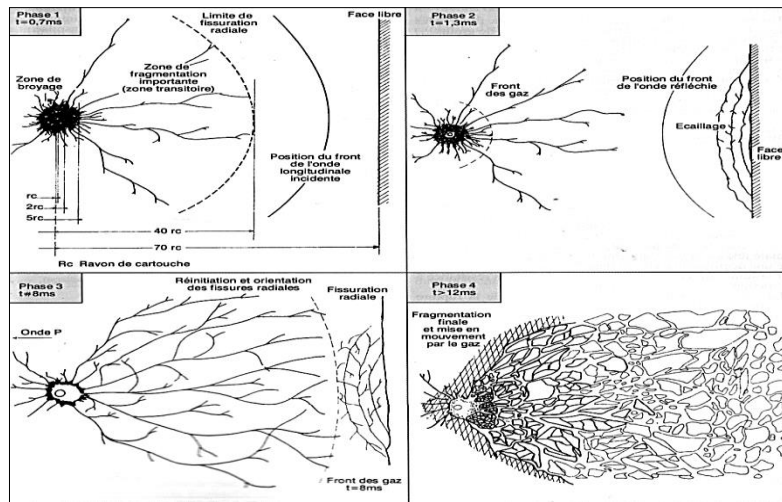 Phase 1
t=0,7ms
Limite de
fissuration
radiale
Face libre
Zone de
broyage
Zone de
fragmentation
importante
(zone transitoire)
Position du front
de l'onde
longitudinale
incidente
rc
2rc
5rc
40 rc
70 rc
Rc Rayon de cartouche
Phase 2
t=1,3ms
Front
des gaz
Position du front
de l'onde réfléchie
Ecaillage
Face
libre
Phase 3
t#8ms
Réinitiation et orientation
des fissures radiales
Fissuration
radiale
Onde P
Front des gaz
t=8ms
Phase 4
t>12ms
Fragmentation
finale
et mise en
mouvement
par le gaz